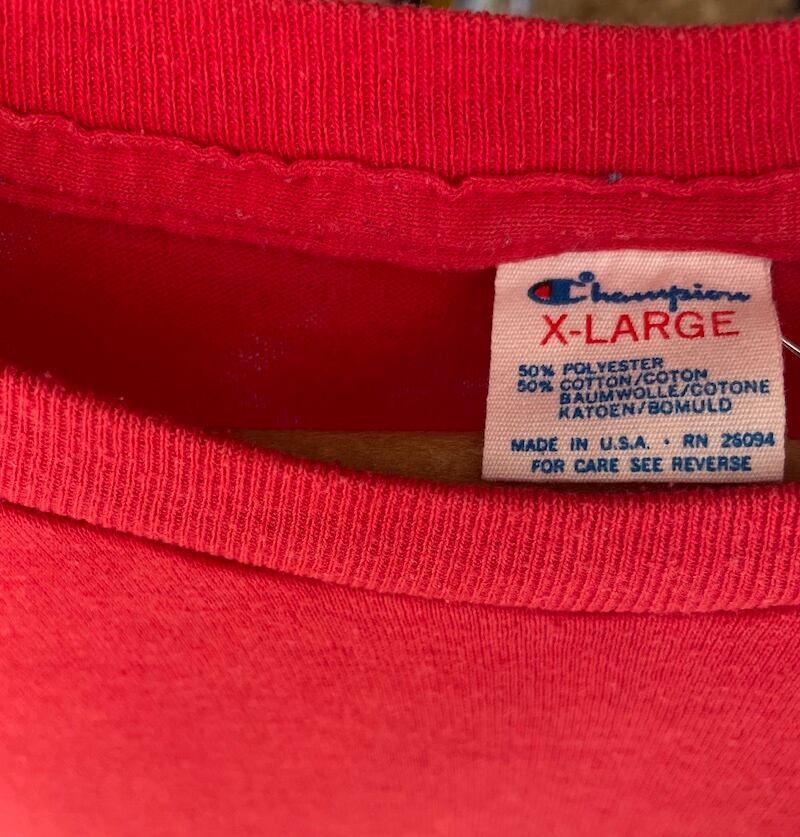 Champion
X-LARGE
50% POLYESTER
50% COTTON/COTON
BAUMWOLLE/COTONE
KATOEN/BOMULD
MADE IN U.S.A. · RN 26094
FOR CARE SEE REVERSE